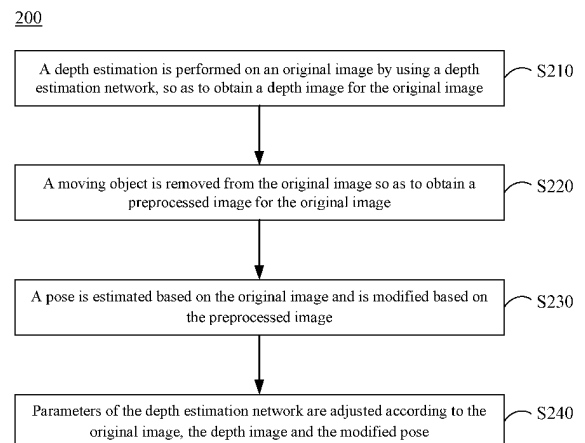 200
A depth estimation is performed on an original image by using a depth
estimation network, so as to obtain a depth image for the original image
S210
A moving object is removed from the original image so as to obtain a
preprocessed image for the original image
S220
A pose is estimated based on the original image and is modified based on
the preprocessed image
S230
Parameters of the depth estimation network are adjusted according to the
original image, the depth image and the modified pose
S240